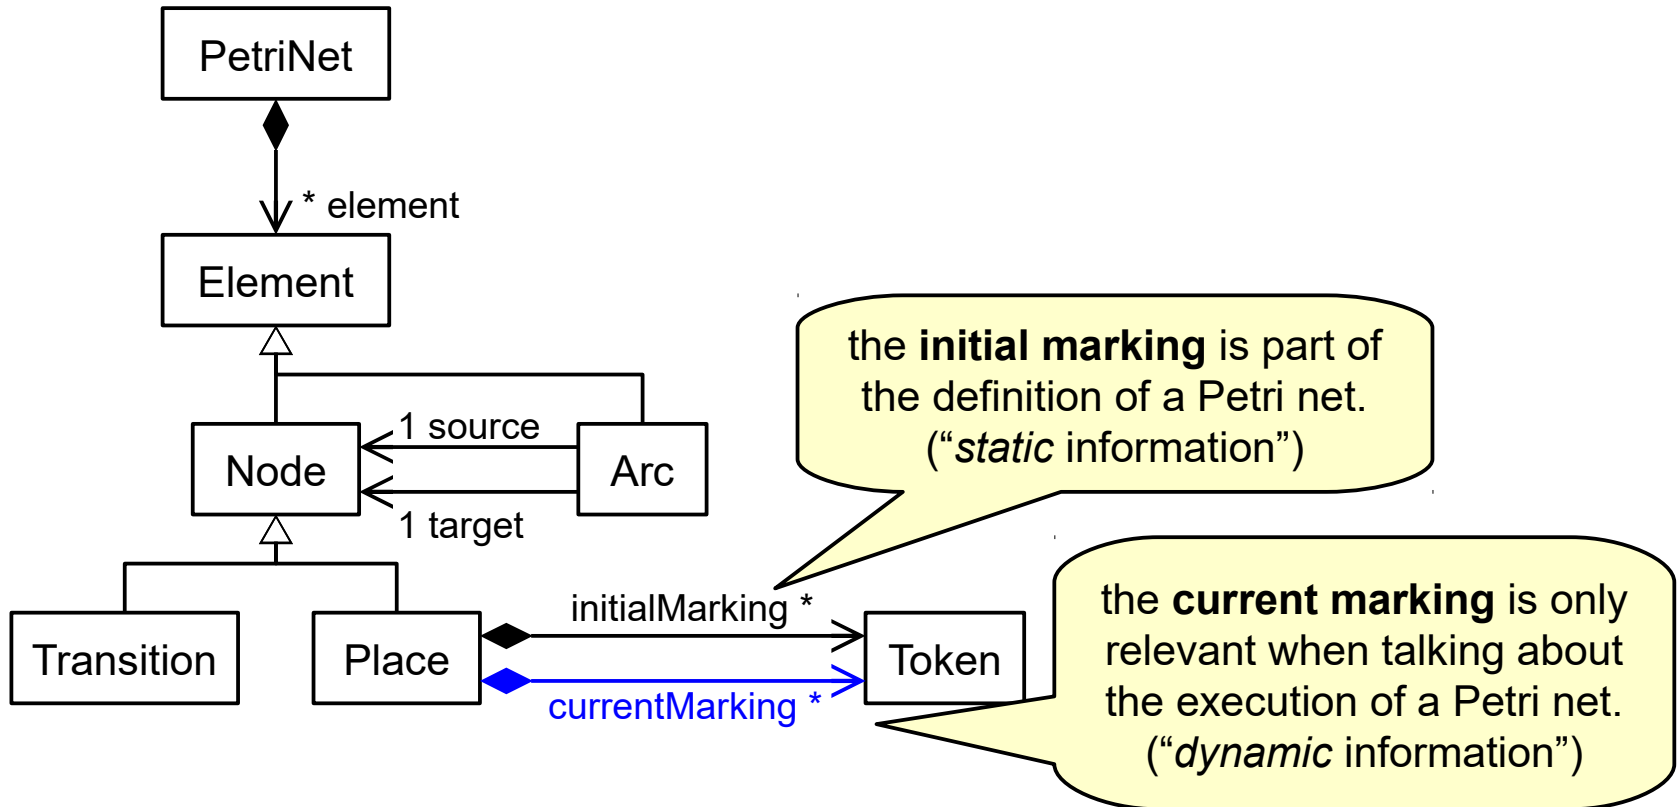 PetriNet
* element
Element
1 source
Node
Arc
1 target
the initial marking is part of
the definition of a Petri net.
(“static information”)
Transition
Place
initialMarking *
currentMarking *
Token
the current marking is only
relevant when talking about
the execution of a Petri net.
(“dynamic information”)